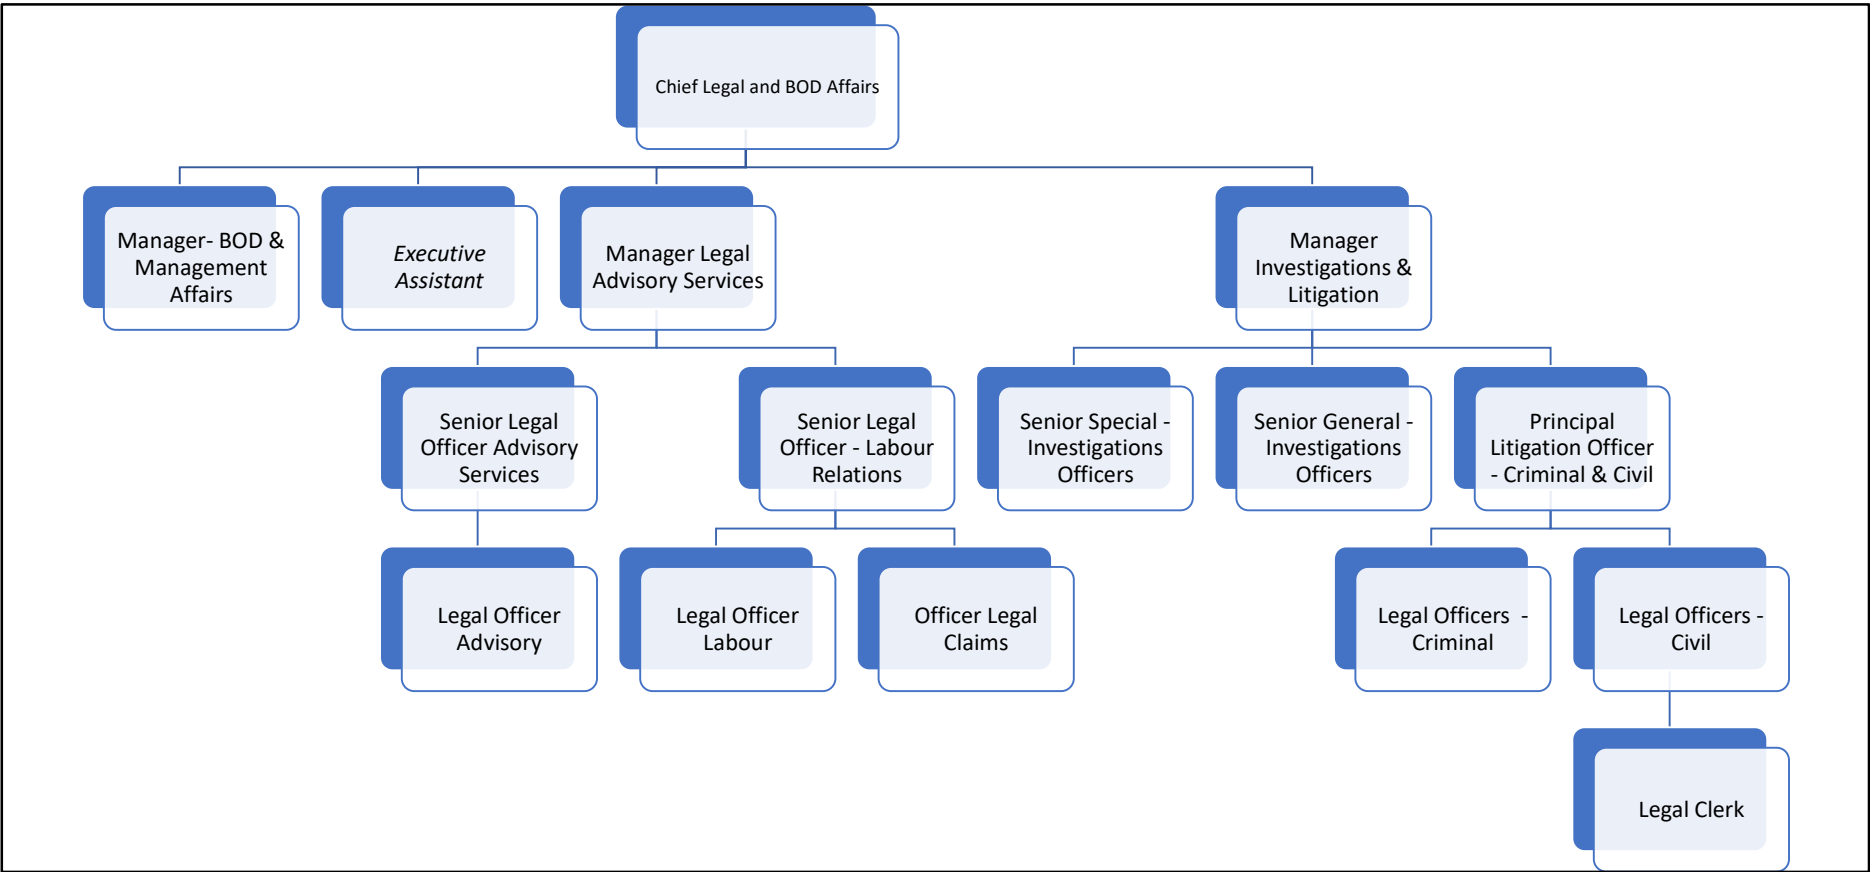 Chief Legal and BOD Affairs
Manager- BOD &
Management
Affairs
Executive
Assistant
Manager Legal
Advisory Services
Manager
Investigations &
Litigation
Senior Legal
Officer Advisory
Services
Senior Legal
Officer - Labour
Relations
Senior Special -
Investigations
Officers
Senior General -
Investigations
Officers
Principal
Litigation Officer
- Criminal & Civil
Legal Officer
Advisory
Legal Officer
Labour
Officer Legal
Claims
Legal Officers  -
Criminal
Legal Officers -
Civil
Legal Clerk